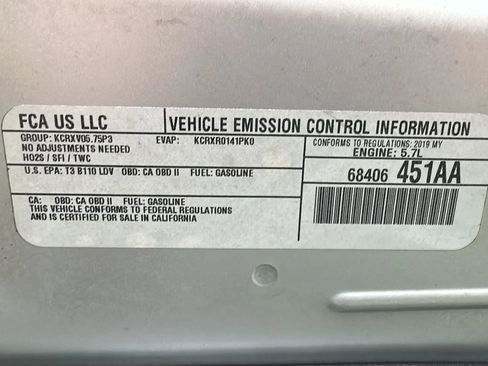 FCA US LLC
VEHICLE EMISSION CONTROL INFORMATION
GROUP: KCRXV05.75P3 EVAP: KCRXR0141PK0
NO ADJUSTMENTS NEEDED
HO2S / SFI / TWC
CONFORMS TO REGULATIONS: 2019 MY
ENGINE: 5.7L
U.S. EPA: T3 B110 LDV OBD: CA OBD II FUEL: GASOLINE
68406 451AA
CA: OBD: CA OBD II FUEL: GASOLINE
THIS VEHICLE CONFORMS TO FEDERAL REGULATIONS
AND IS CERTIFIED FOR SALE IN CALIFORNIA